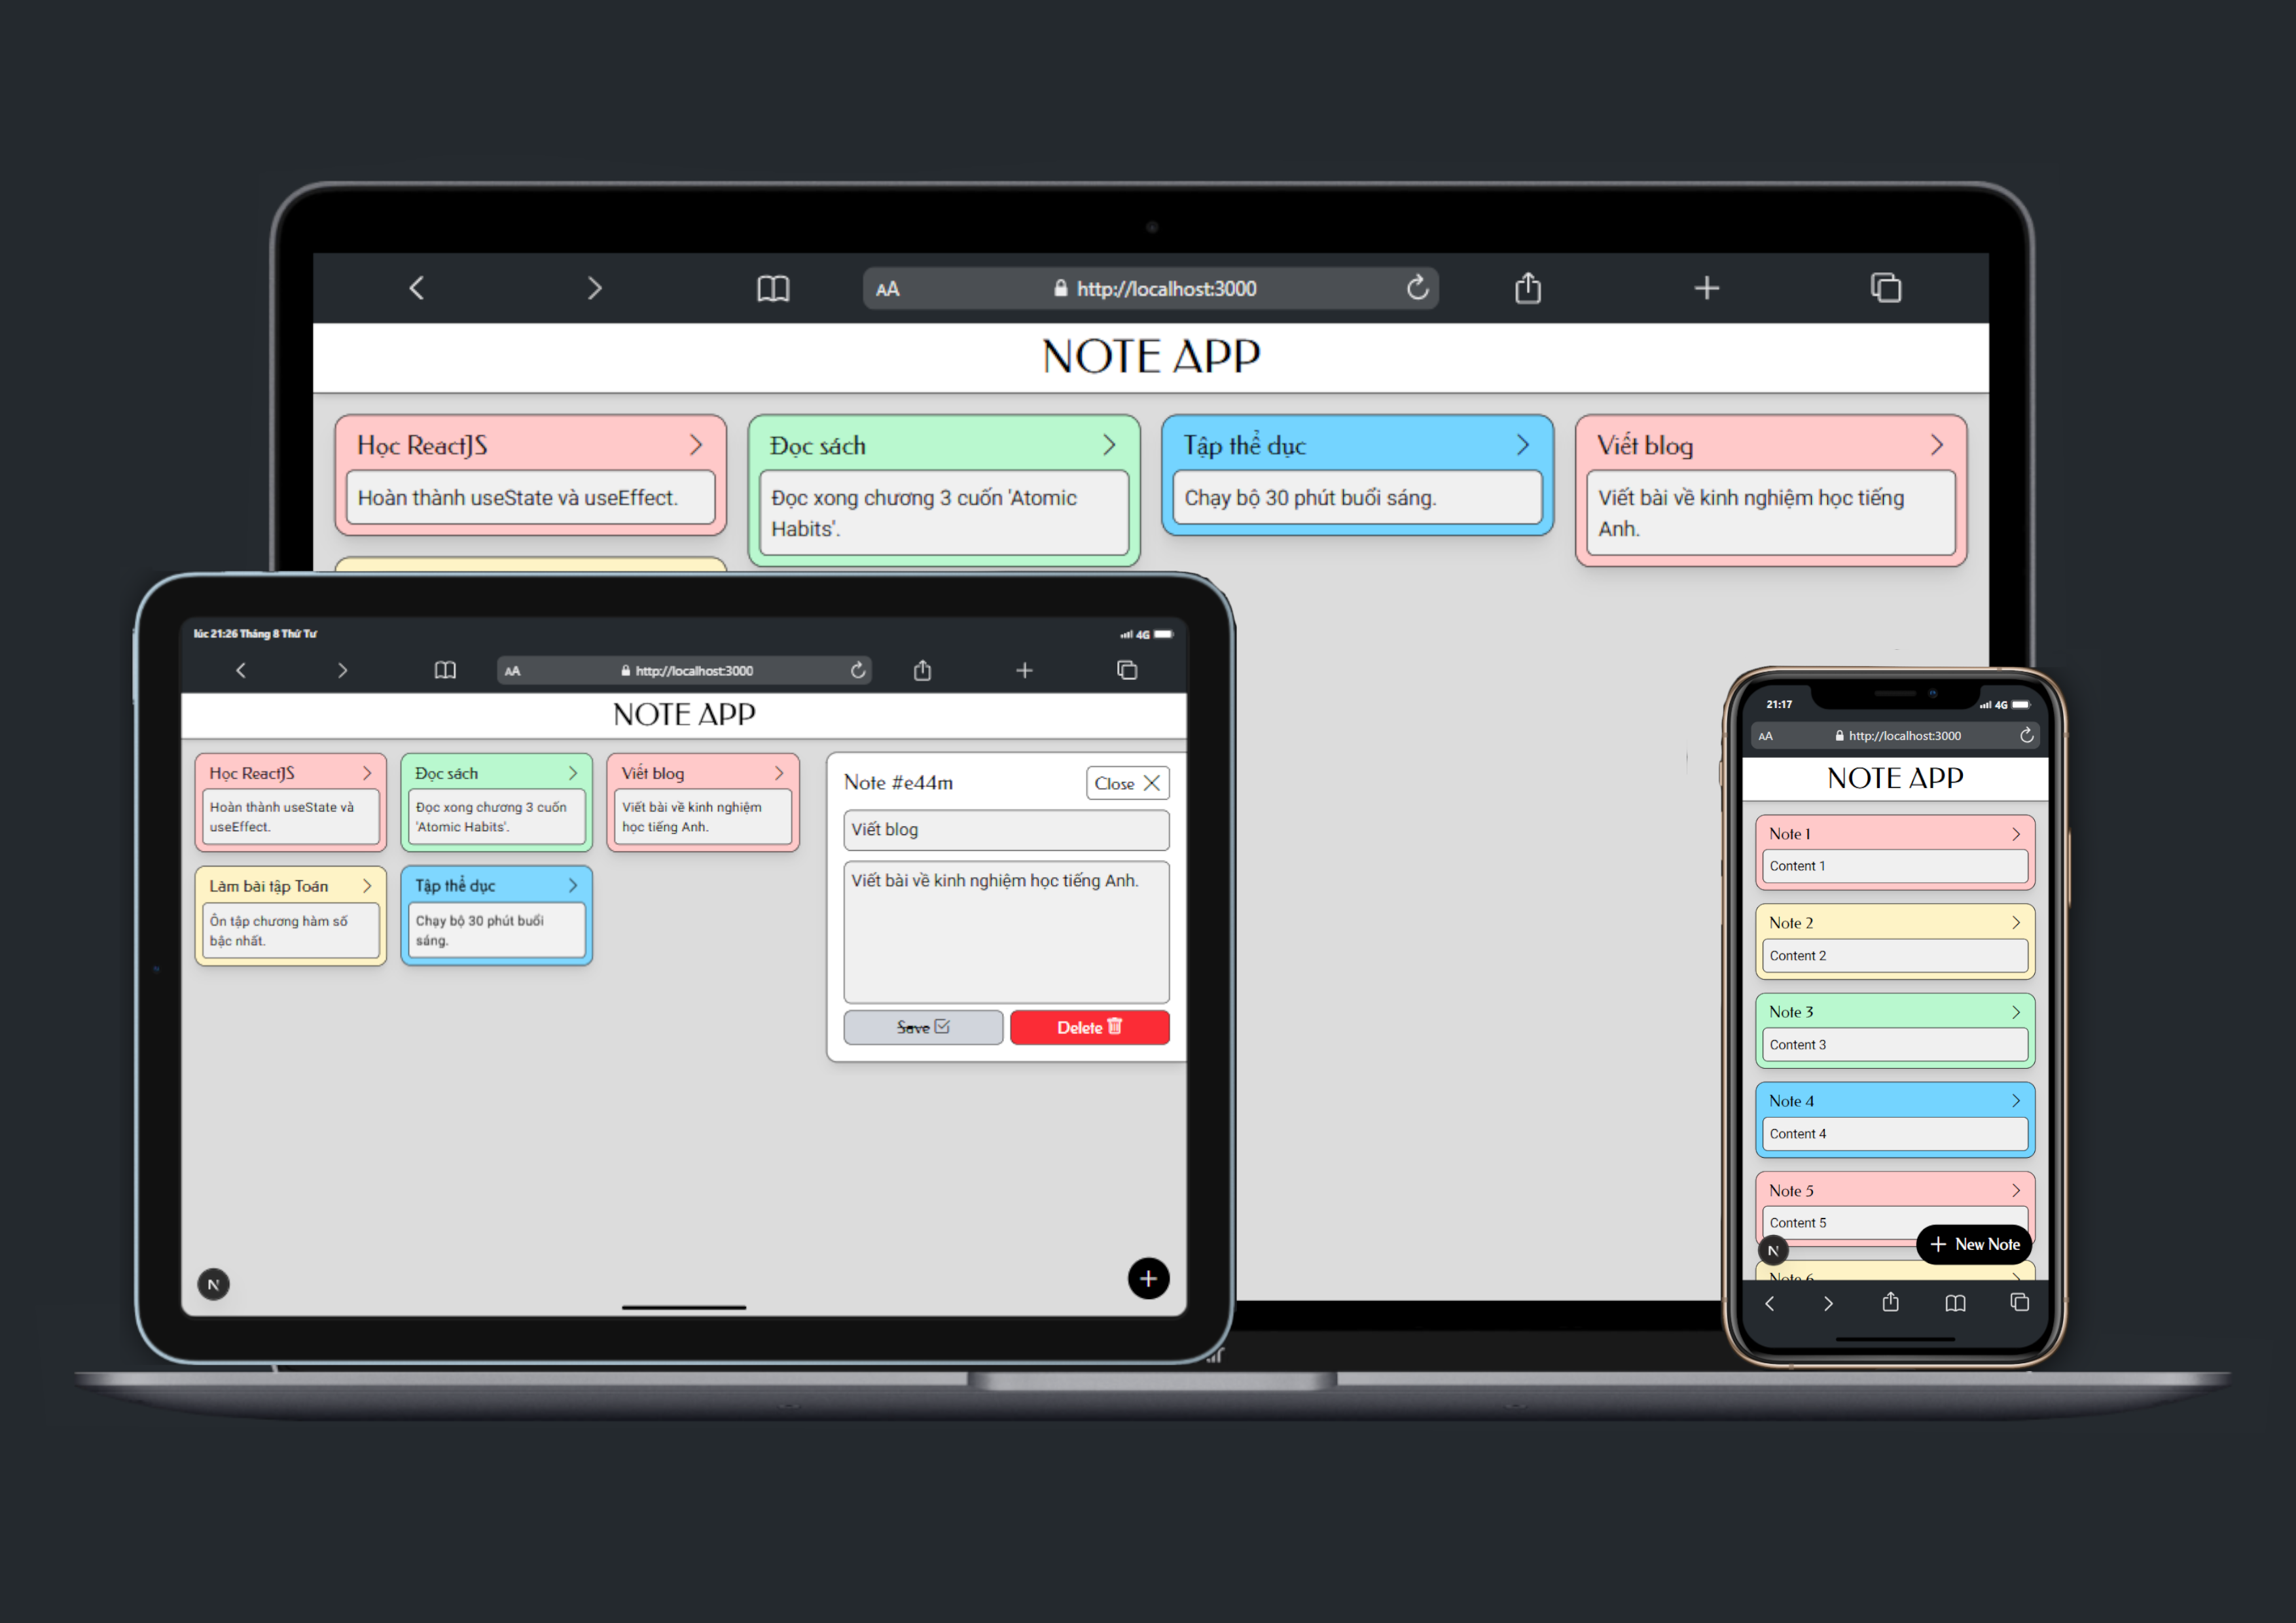 AA http://localhost:3000
NOTE APP
Học ReactJS
Hoàn thành useState và useEffect.
Đọc sách
Đọc xong chương 3 cuốn 'Atomic
Habits'.
Tập thể dục
Chạy bộ 30 phút buổi sáng.
Viết blog
Viết bài về kinh nghiệm học tiếng
Anh.
lúc 21:26 Tháng 8 Thứ Tư
4G
AA http://localhost:3000
NOTE APP
Học ReactJS
Hoàn thành useState và
useEffect.
Đọc sách
Đọc xong chương 3 cuốn
'Atomic Habits'.
Viết blog
Viết bài về kinh nghiệm
học tiếng Anh.
Làm bài tập Toán
Ôn tập chương hàm số
bậc nhất.
Tập thể dục
Chạy bộ 30 phút buổi
sáng.
Note #e44m
Close
Viết blog
Viết bài về kinh nghiệm học tiếng Anh.
Save
Delete
N
21:17
4G
AA http://localhost:3000
NOTE APP
Note 1
Content 1
Note 2
Content 2
Note 3
Content 3
Note 4
Content 4
Note 5
Content 5
N
New Note
Note 6